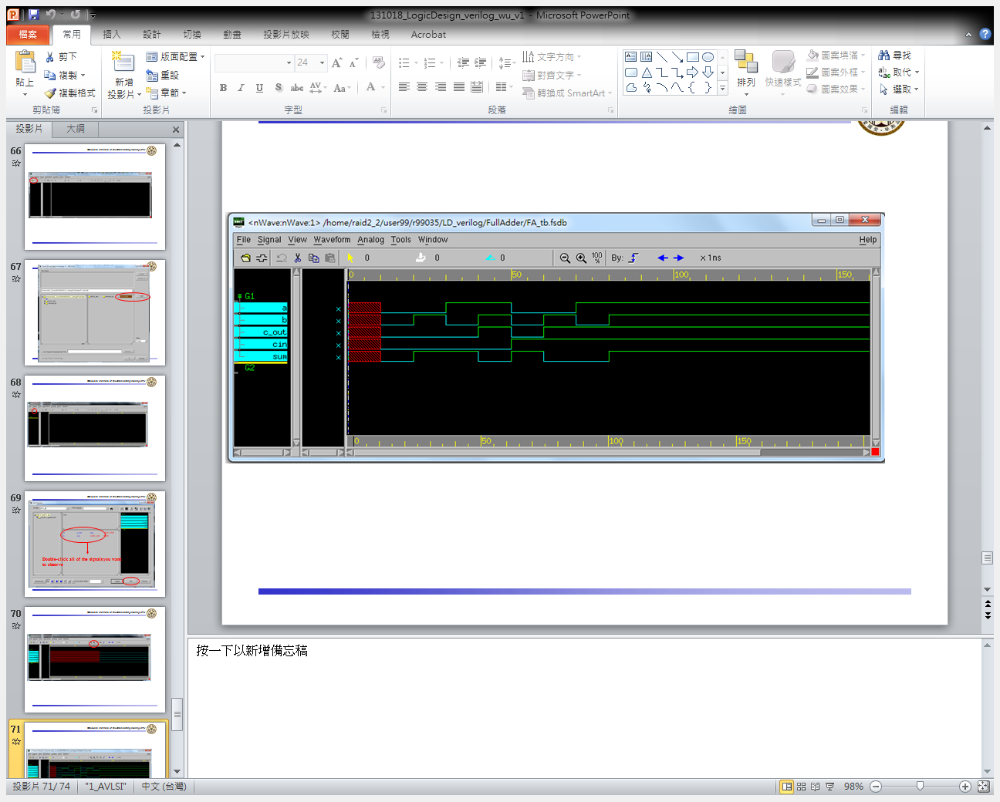 131018_LogicDesign_verilog_wu_v1 - Microsoft PowerPoint
檔案 常用 插入 設計 切換 動畫 投影片放映 校閱 檢視 Acrobat
貼上 剪下 複製 複製格式 剪貼簿
新增投影片 版面配置 重設 章節 投影片
24
B I U S abc AV Aa A 字型
文字方向 對齊文字 轉換成 SmartArt 段落
排列 快速樣式 圖案填滿 圖案外框 圖案效果 繪圖
尋找 取代 選取 編輯
投影片 大綱
66
67
68
69
Double-click all of the signals you want
to observe
70
71
<nWave:nWave:1> /home/raid2_2/user99/r99035/LD_verilog/FullAdder/FA_tb.fsdb
File Signal View Waveform Analog Tools Window Help
0 0 0 100% By: x 1ns
0 50 100 150
G1
a
b
c_out
cin
sum
G2
0 50 100 150
按一下以新增備忘稿
投影片 71/ 74 "1_AVLSI" 中文 (台灣) 98%